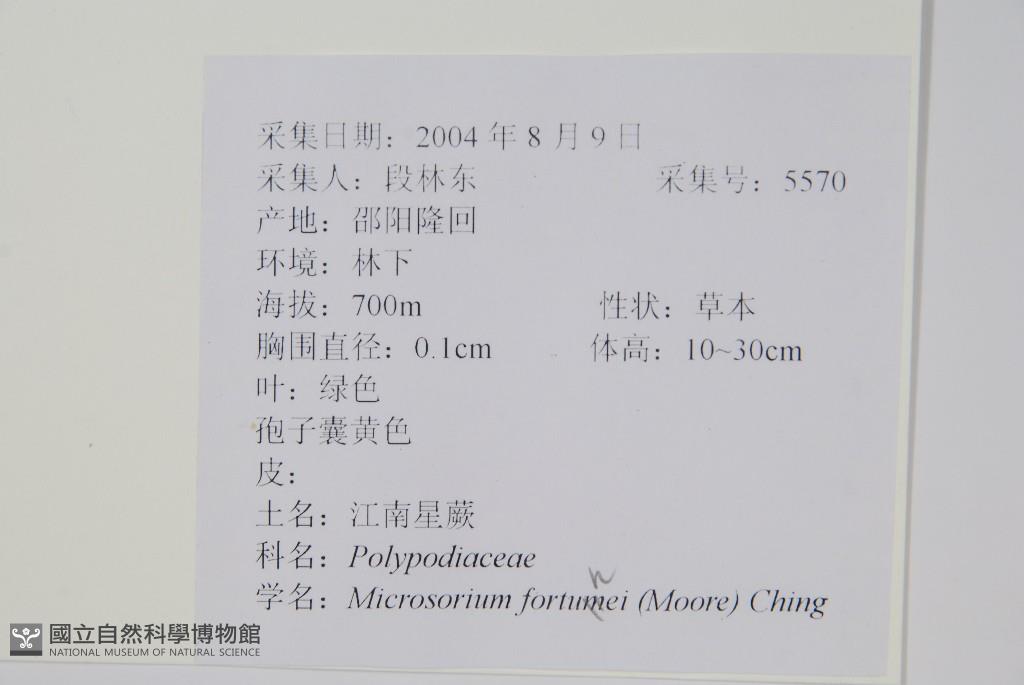 采集日期：2004 年 8 月 9 日
采集人：段林东 采集号：5570
产地：邵阳隆回
环境：林下
海拔：700m 性状：草本
胸围直径：0.1cm 体高：10~30cm
叶：绿色
孢子囊黄色
皮：
土名：江南星蕨
科名：Polypodiaceae
n
学名：Microsorium fortumei (Moore) Ching
國立自然科學博物館
NATIONAL MUSEUM OF NATURAL SCIENCE